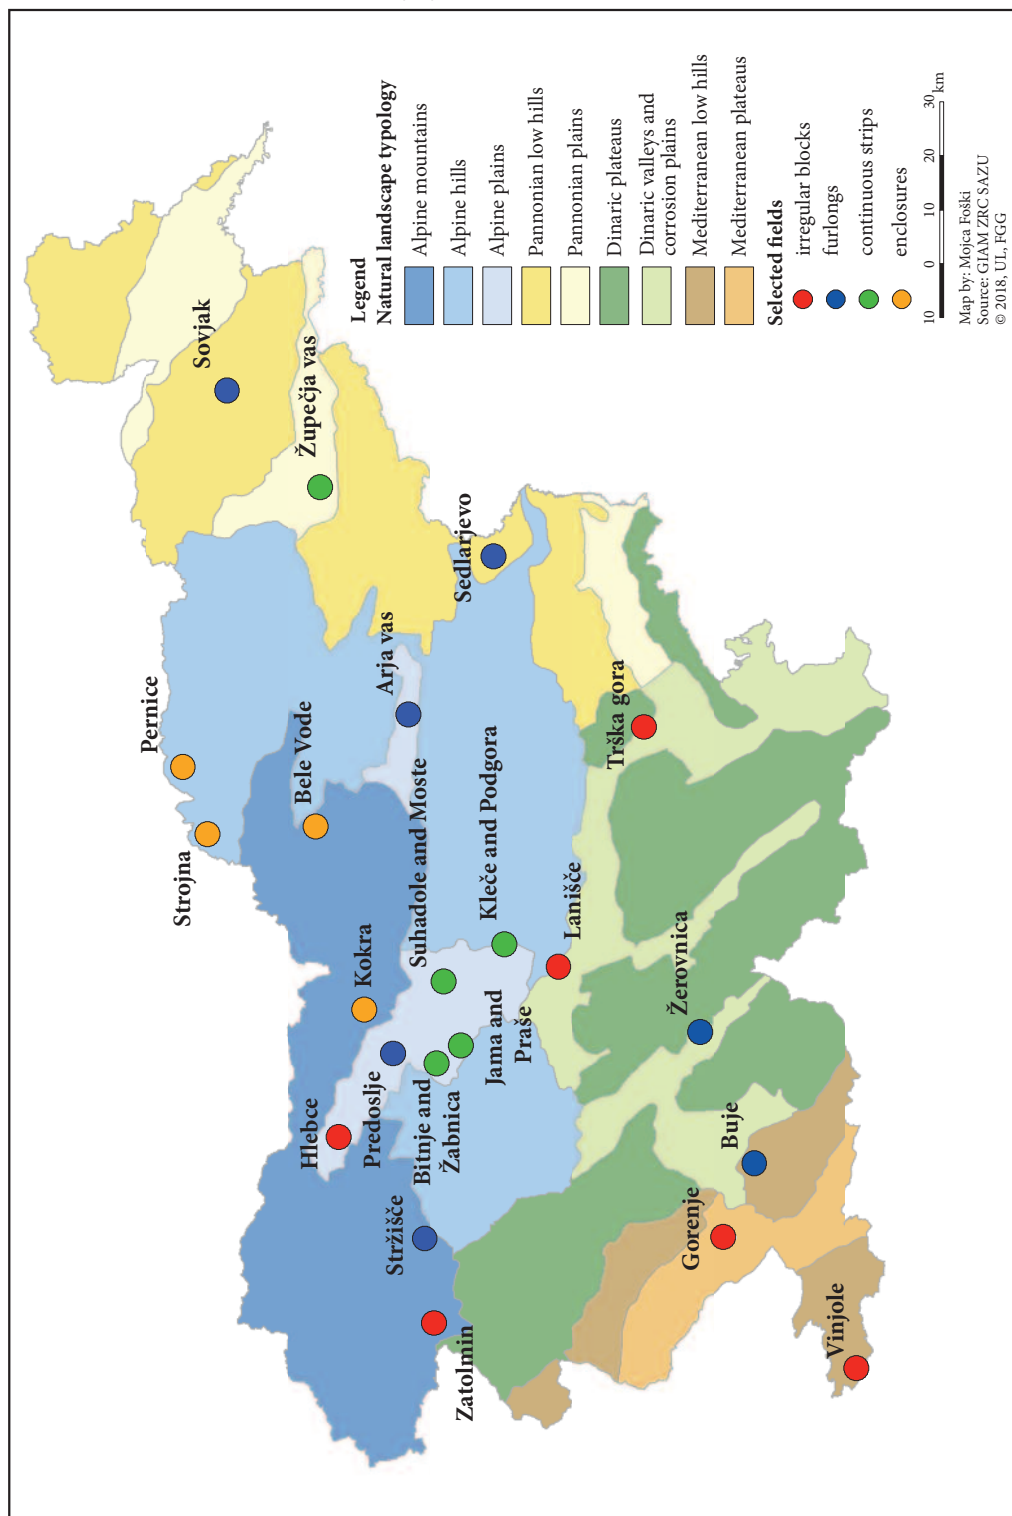 Sovjak
Župečja vas
Sedlarjevo
Pernice
Arja vas
Bele Vode
Strojna
Trška gora
Kleče and Podgora
Suhadole and Moste
Lanišče
Kokra
Žerovnica
Jama and
Praše
Predoslje
Bitnje and
Žabnica
Hlebce
Buje
Stržišče
Gorenje
Zatolmin
Vinjole
Legend
Natural landscape typology
Alpine mountains
Alpine hills
Alpine plains
Pannonian low hills
Pannonian plains
Dinaric plateaus
Dinaric valleys and
corrosion plains
Mediterranean low hills
Mediterranean plateaus
Selected fields
irregular blocks
furlongs
continuous strips
enclosures
10 0 10 20 30 km
Map by: Mojca Foški
Source: GIAM ZRC SAZU
© 2018, UL, FGG